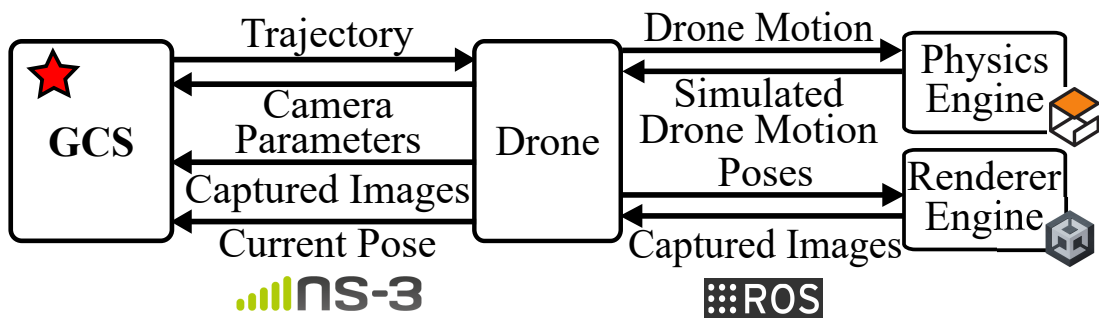 Trajectory
Camera
Parameters
Captured Images
Current Pose
GCS
Drone
Drone Motion
Simulated
Drone Motion
Poses
Captured Images
Physics
Engine
Renderer
Engine
ns-3
ROS